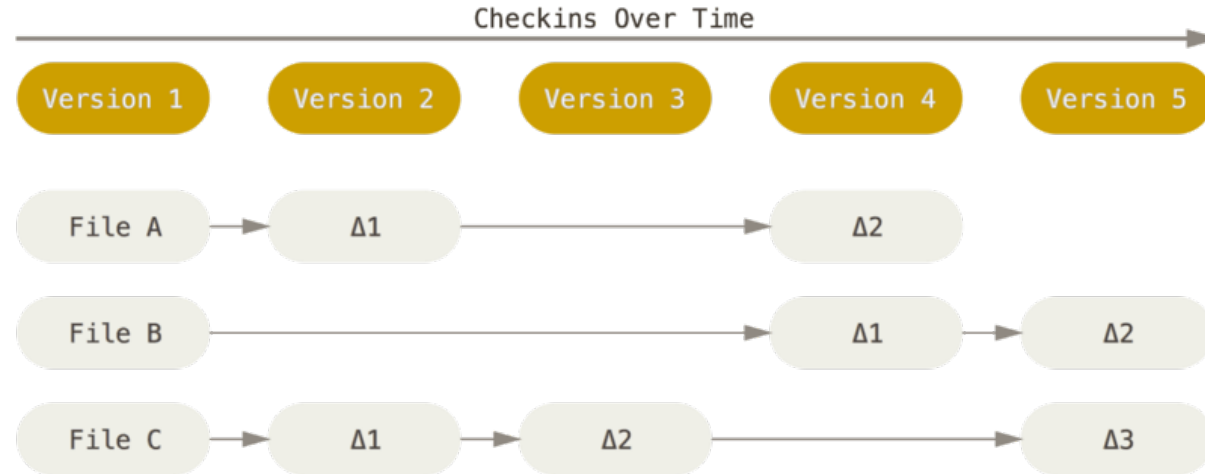 Checkins Over Time
Version 1 Version 2 Version 3 Version 4 Version 5
File A Δ1 Δ2
File B Δ1 Δ2
File C Δ1 Δ2 Δ3